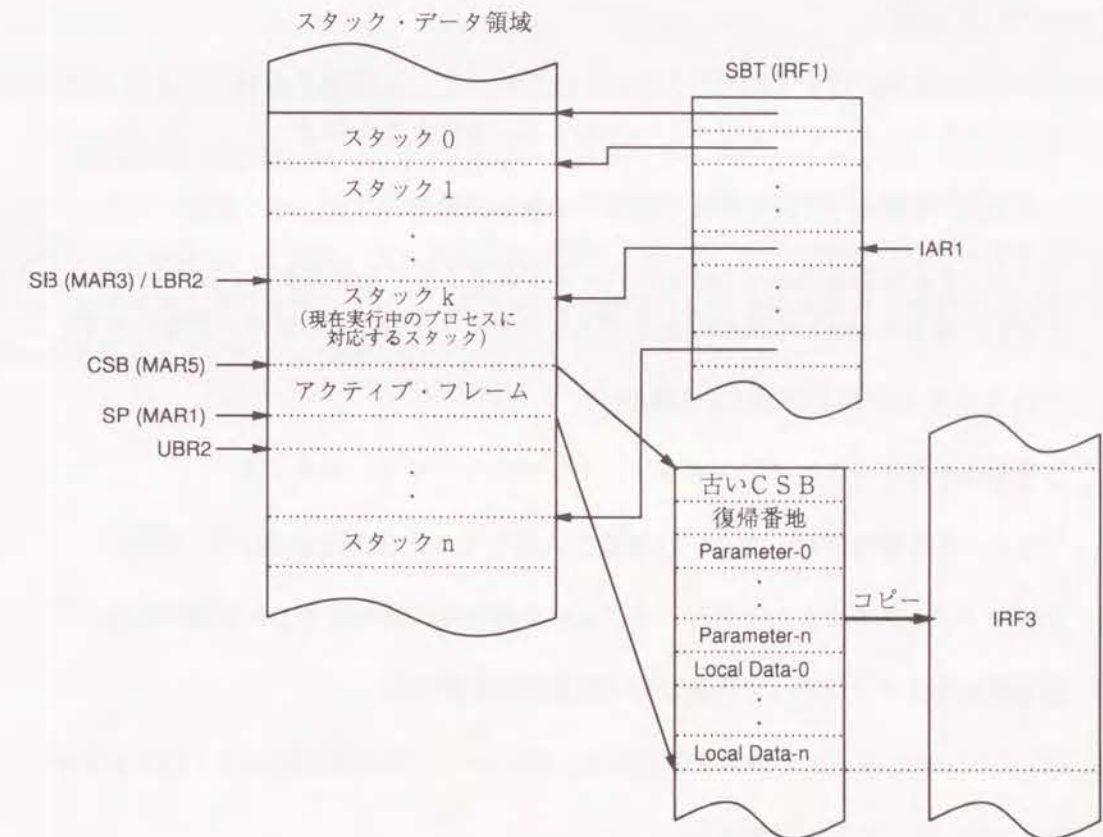 スタック・データ領域
SBT (IRF1)
スタック 0
スタック 1
IAR1
SB (MAR3) / LBR2
スタック k
(現在実行中のプロセスに
対応するスタック)
CSB (MAR5)
アクティブ・フレーム
SP (MAR1)
UBR2
スタック n
古いCSB
復帰番地
Parameter-0
コピー
IRF3
Parameter-n
Local Data-0
Local Data-n